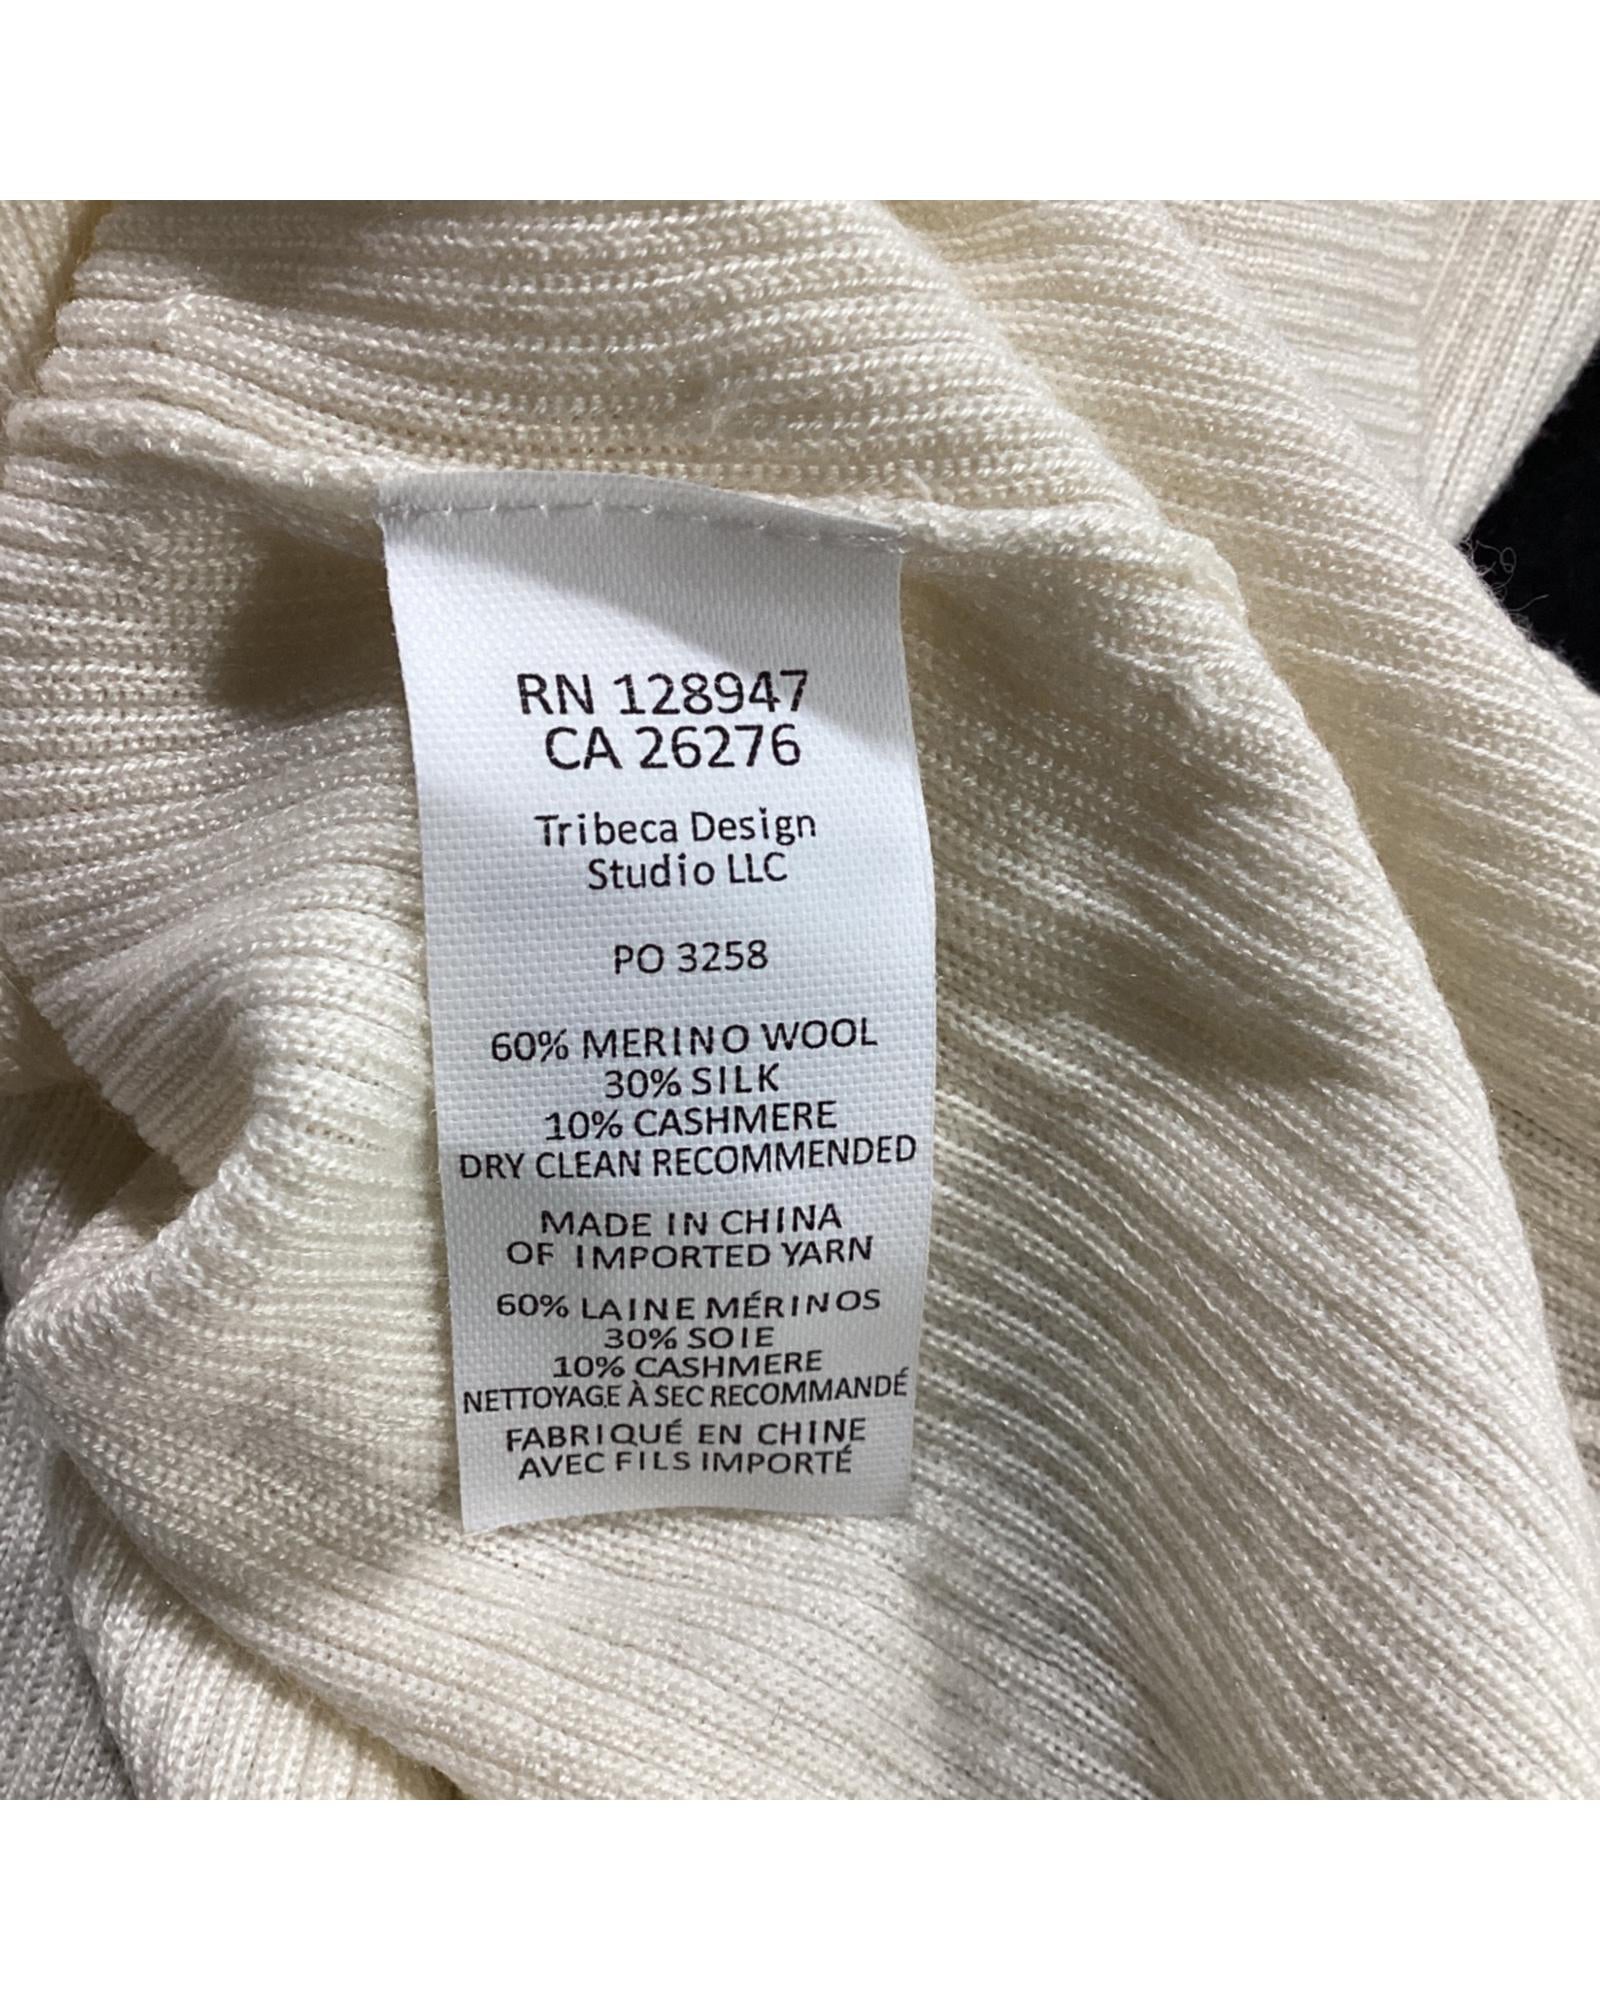 RN 128947
CA 26276
Tribeca Design
Studio LLC
PO 3258
60% MERINO WOOL
30% SILK
10% CASHMERE
DRY CLEAN RECOMMENDED
MADE IN CHINA
OF IMPORTED YARN
60% LAINE MÉRINOS
30% SOIE
10% CASHMERE
NETTOYAGE À SEC RECOMMANDÉ
FABRIQUÉ EN CHINE
AVEC FILS IMPORTÉ